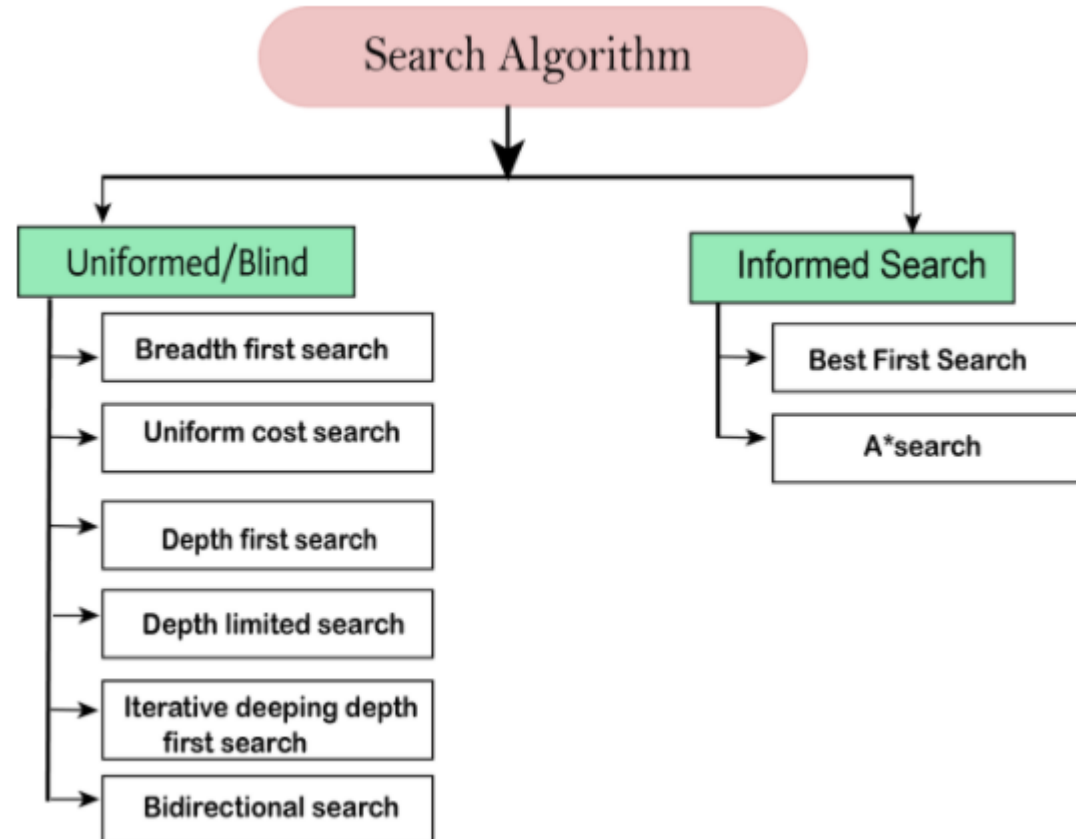 Search Algorithm
Uniformed/Blind
Breadth first search
Uniform cost search
Depth first search
Depth limited search
Iterative deeping depth
first search
Bidirectional search
Informed Search
Best First Search
A*search